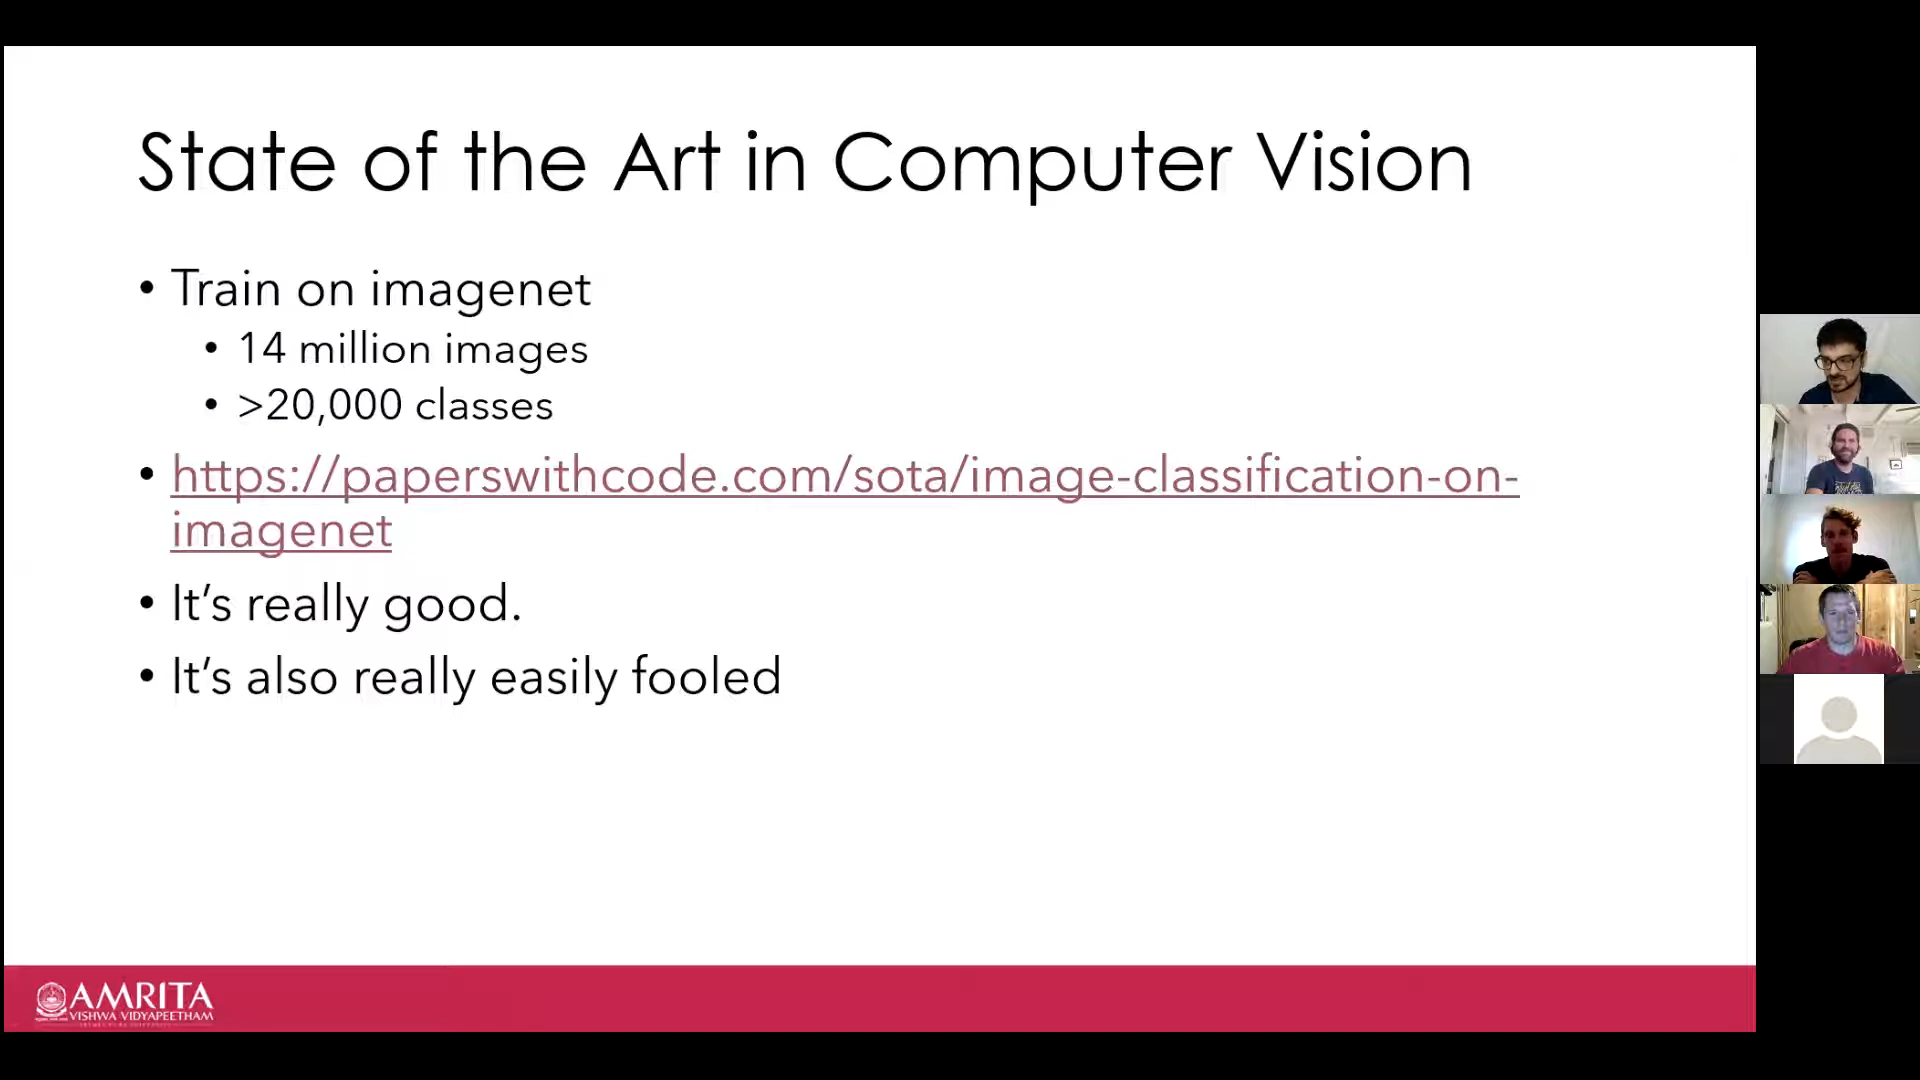 State of the Art in Computer Vision
• Train on imagenet
• 14 million images
• >20,000 classes
• https://paperswithcode.com/sota/image-classification-on-
imagenet
• It’s really good.
• It’s also really easily fooled
AMRITA
VISHWA VIDYAPEETHAM